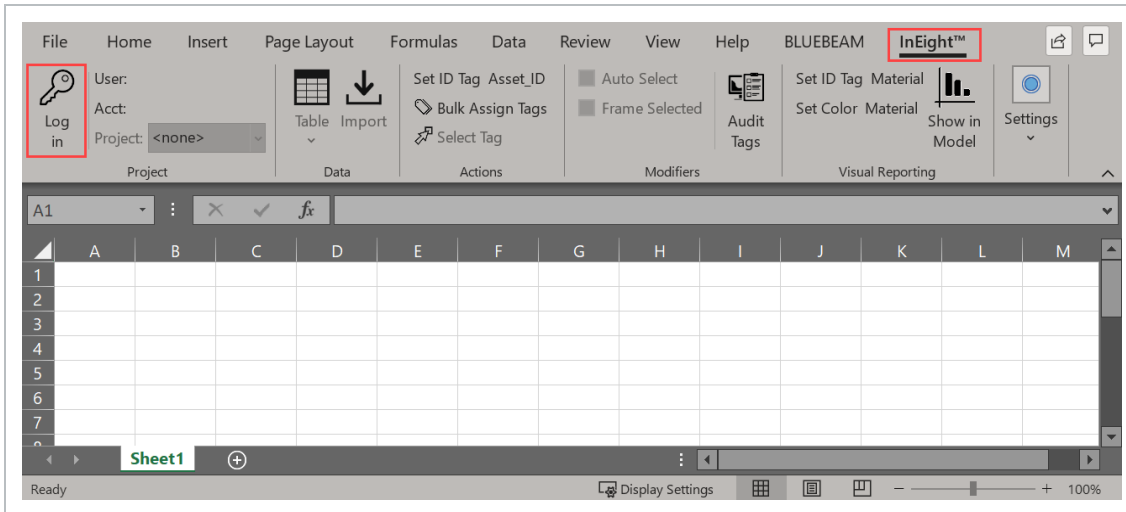 File Home Insert Page Layout Formulas Data Review View Help BLUEBEAM InEight™
Log in
User:
Acct:
Project: <none>
Project
Table Import
Data
Set ID Tag Asset_ID
Bulk Assign Tags
Select Tag
Actions
Auto Select
Frame Selected
Audit Tags
Modifiers
Set ID Tag Material
Set Color Material
Show in Model
Visual Reporting
Settings
A1 fx
A B C D E F G H I J K L M
1
2
3
4
5
6
7
Sheet1
Ready Display Settings 100%